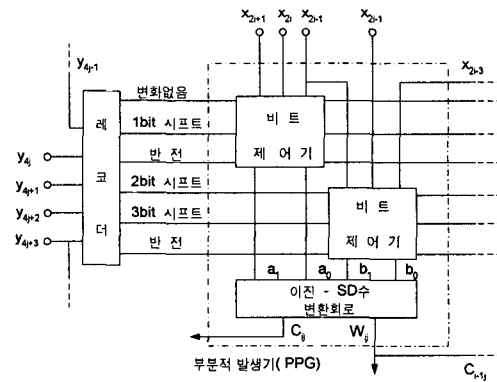 x2i+1 x2i x2i-1 x2i-1
y4j-1
x2i-3
변화없음
1bit 시프트
반 전
2bit 시프트
3bit 시프트
반 전
레
코
더
y4j
y4j+1
y4j+2
y4j+3
비 트
제 어 기
비 트
제 어 기
a1 a0 b1 b0
이진 - SD수
변환회로
Cij Wij
부분적 발생기( PPG)
Ci-1j